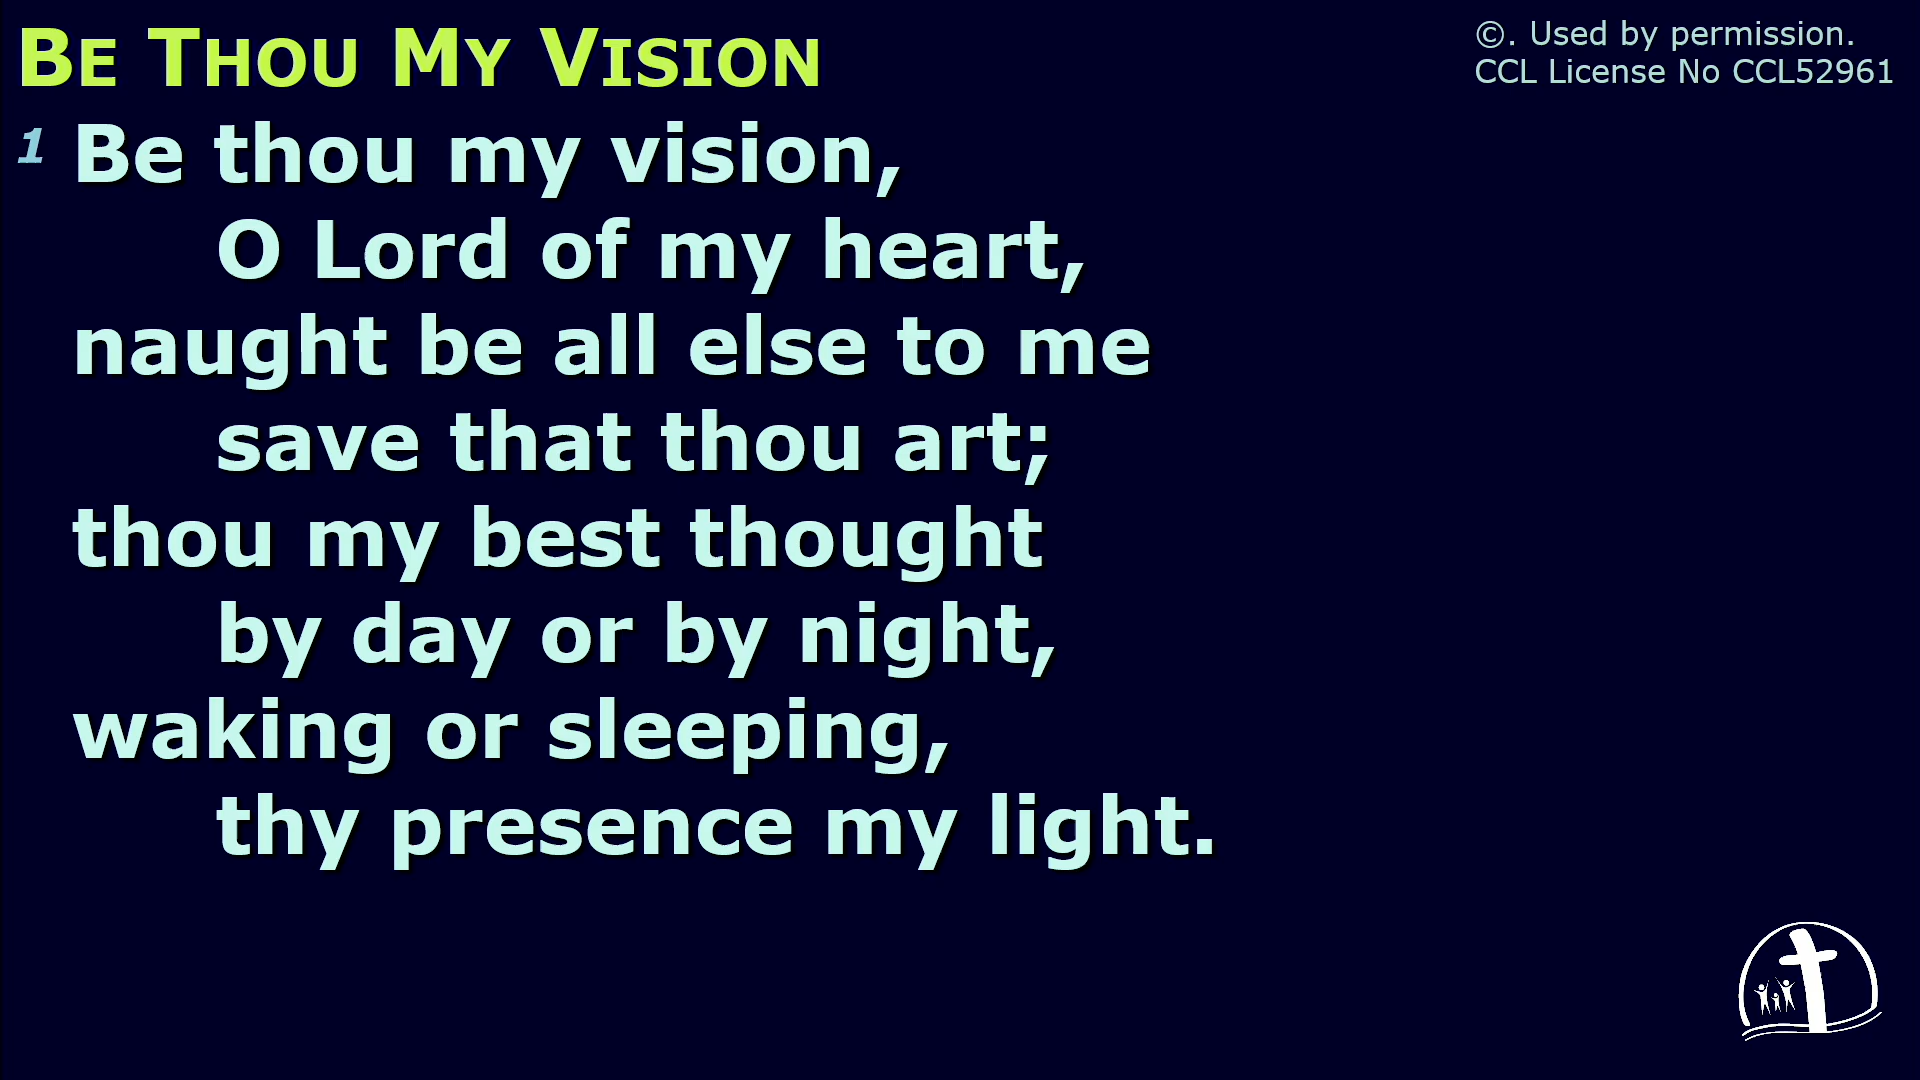 BE THOU MY VISION
©. Used by permission.
CCL License No CCL52961
1 Be thou my vision,
O Lord of my heart,
naught be all else to me
save that thou art;
thou my best thought
by day or by night,
waking or sleeping,
thy presence my light.